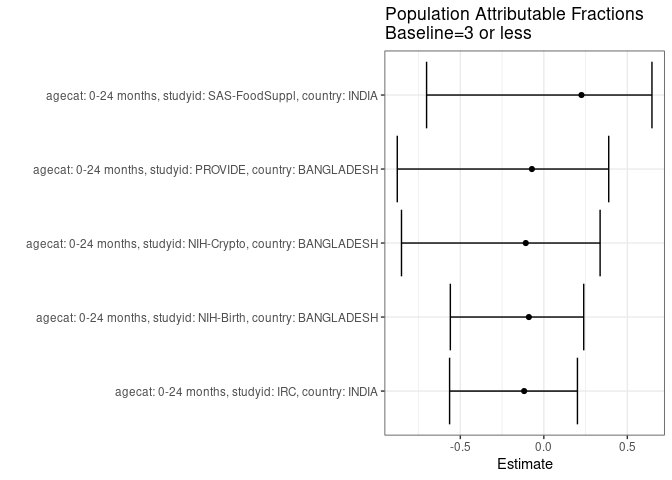 Population Attributable Fractions
Baseline=3 or less
agecat: 0-24 months, studyid: SAS-FoodSuppl, country: INDIA
agecat: 0-24 months, studyid: PROVIDE, country: BANGLADESH
agecat: 0-24 months, studyid: NIH-Crypto, country: BANGLADESH
agecat: 0-24 months, studyid: NIH-Birth, country: BANGLADESH
agecat: 0-24 months, studyid: IRC, country: INDIA
-0.5 0.0 0.5
Estimate